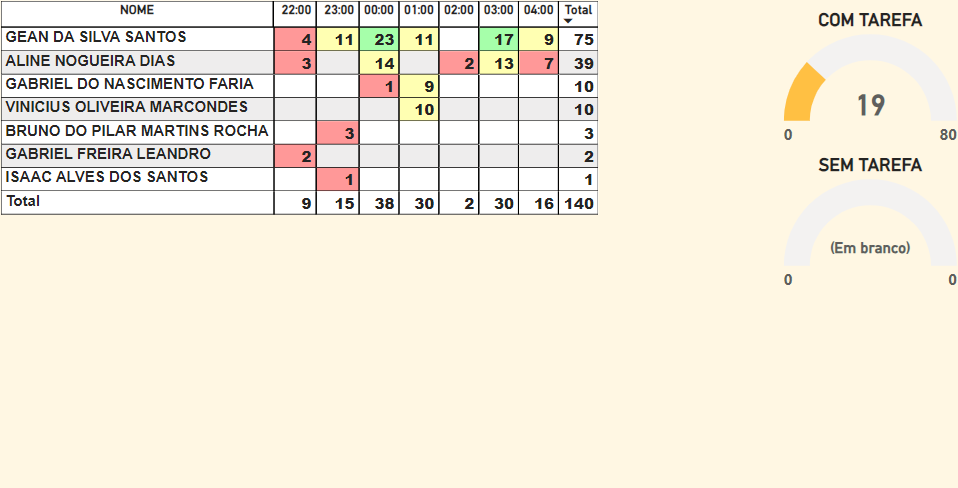 NOME 22:00 23:00 00:00 01:00 02:00 03:00 04:00 Total
GEAN DA SILVA SANTOS 4 11 23 11 17 9 75
ALINE NOGUEIRA DIAS 3 14 2 13 7 39
GABRIEL DO NASCIMENTO FARIA 1 9 10
VINICIUS OLIVEIRA MARCONDES 10 10
BRUNO DO PILAR MARTINS ROCHA 3 3
GABRIEL FREIRA LEANDRO 2 2
ISAAC ALVES DOS SANTOS 1 1
Total 9 15 38 30 2 30 16 140
COM TAREFA
19
0 80
SEM TAREFA
(Em branco)
0 0